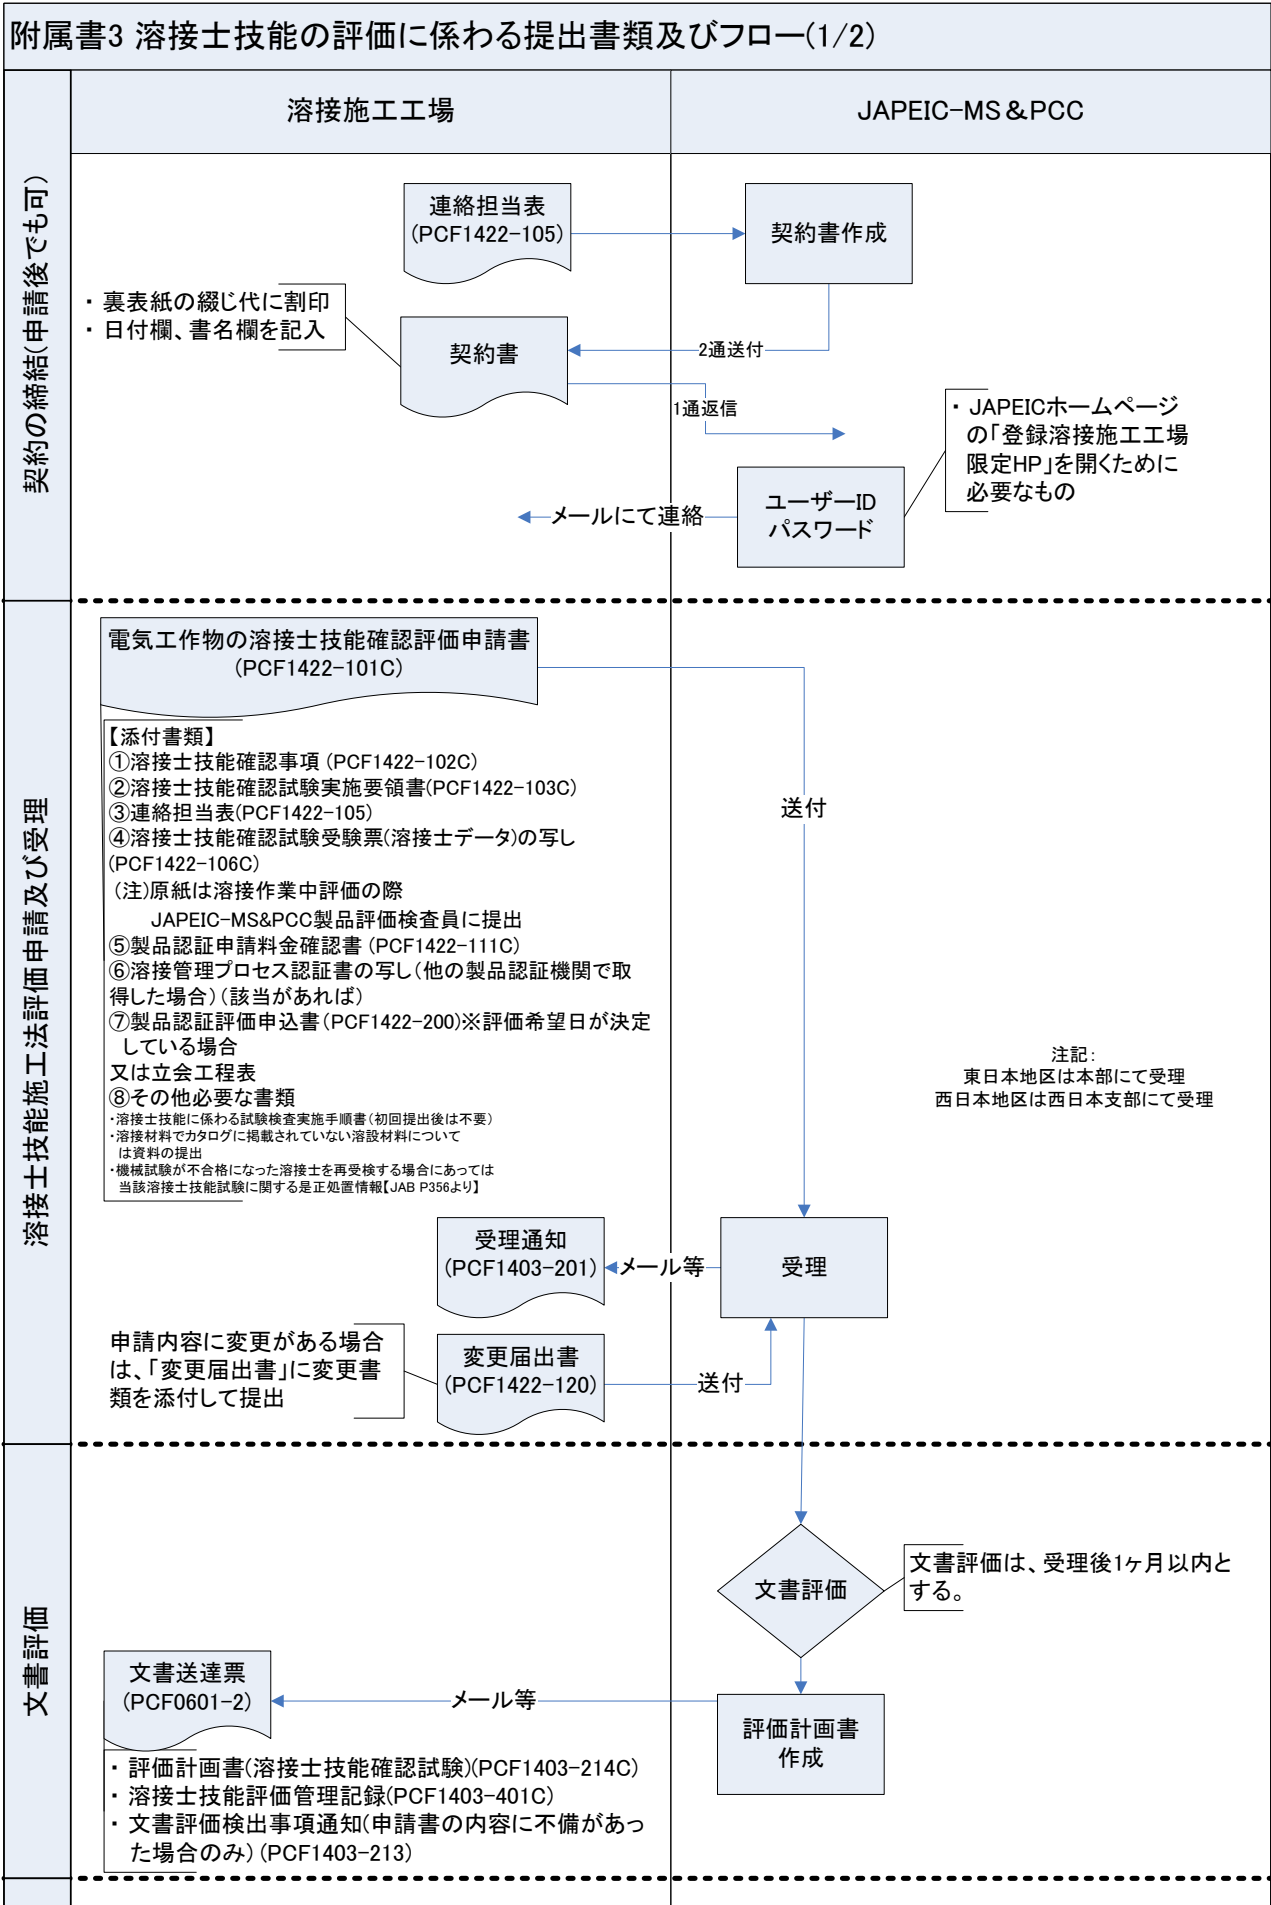 附属書3 溶接士技能の評価に係わる提出書類及びフロー(1/2)
溶接施工工場
JAPEIC-MS＆PCC
契約の締結(申請後でも可)
連絡担当表
(PCF1422-105)
契約書作成
・ 裏表紙の綴じ代に割印
・ 日付欄、書名欄を記入
契約書
2通送付
1通返信
・ JAPEICホームページ
の「登録溶接施工工場
限定HP」を開くために
必要なもの
ユーザーID
パスワード
メールにて連絡
溶接士技能施工法評価申請及び受理
電気工作物の溶接士技能確認評価申請書
(PCF1422-101C)
【添付書類】
①溶接士技能確認事項 (PCF1422-102C)
②溶接士技能確認試験実施要領書(PCF1422-103C)
③連絡担当表(PCF1422-105)
④溶接士技能確認試験受験票(溶接士データ)の写し
(PCF1422-106C)
(注)原紙は溶接作業中評価の際
JAPEIC-MS&PCC製品評価検査員に提出
⑤製品認証申請料金確認書 (PCF1422-111C)
⑥溶接管理プロセス認証書の写し(他の製品認証機関で取
得した場合) (該当があれば)
⑦製品認証評価申込書(PCF1422-200)※評価希望日が決定
している場合
又は立会工程表
⑧その他必要な書類
・溶接士技能に係わる試験検査実施手順書(初回提出後は不要)
・溶接材料でカタログに掲載されていない溶設材料について
は資料の提出
・機械試験が不合格になった溶接士を再受検する場合にあっては
当該溶接士技能試験に関する是正処置情報【JAB P356より】
送付
注記：
東日本地区は本部にて受理
西日本地区は西日本支部にて受理
受理通知
(PCF1403-201)
メール等
受理
申請内容に変更がある場合
は、「変更届出書」に変更書
類を添付して提出
変更届出書
(PCF1422-120)
送付
文書評価
文書評価
文書評価は、受理後1ヶ月以内と
する。
文書送達票
(PCF0601-2)
メール等
評価計画書
作成
・ 評価計画書(溶接士技能確認試験)(PCF1403-214C)
・ 溶接士技能評価管理記録(PCF1403-401C)
・ 文書評価検出事項通知(申請書の内容に不備があっ
た場合のみ) (PCF1403-213)